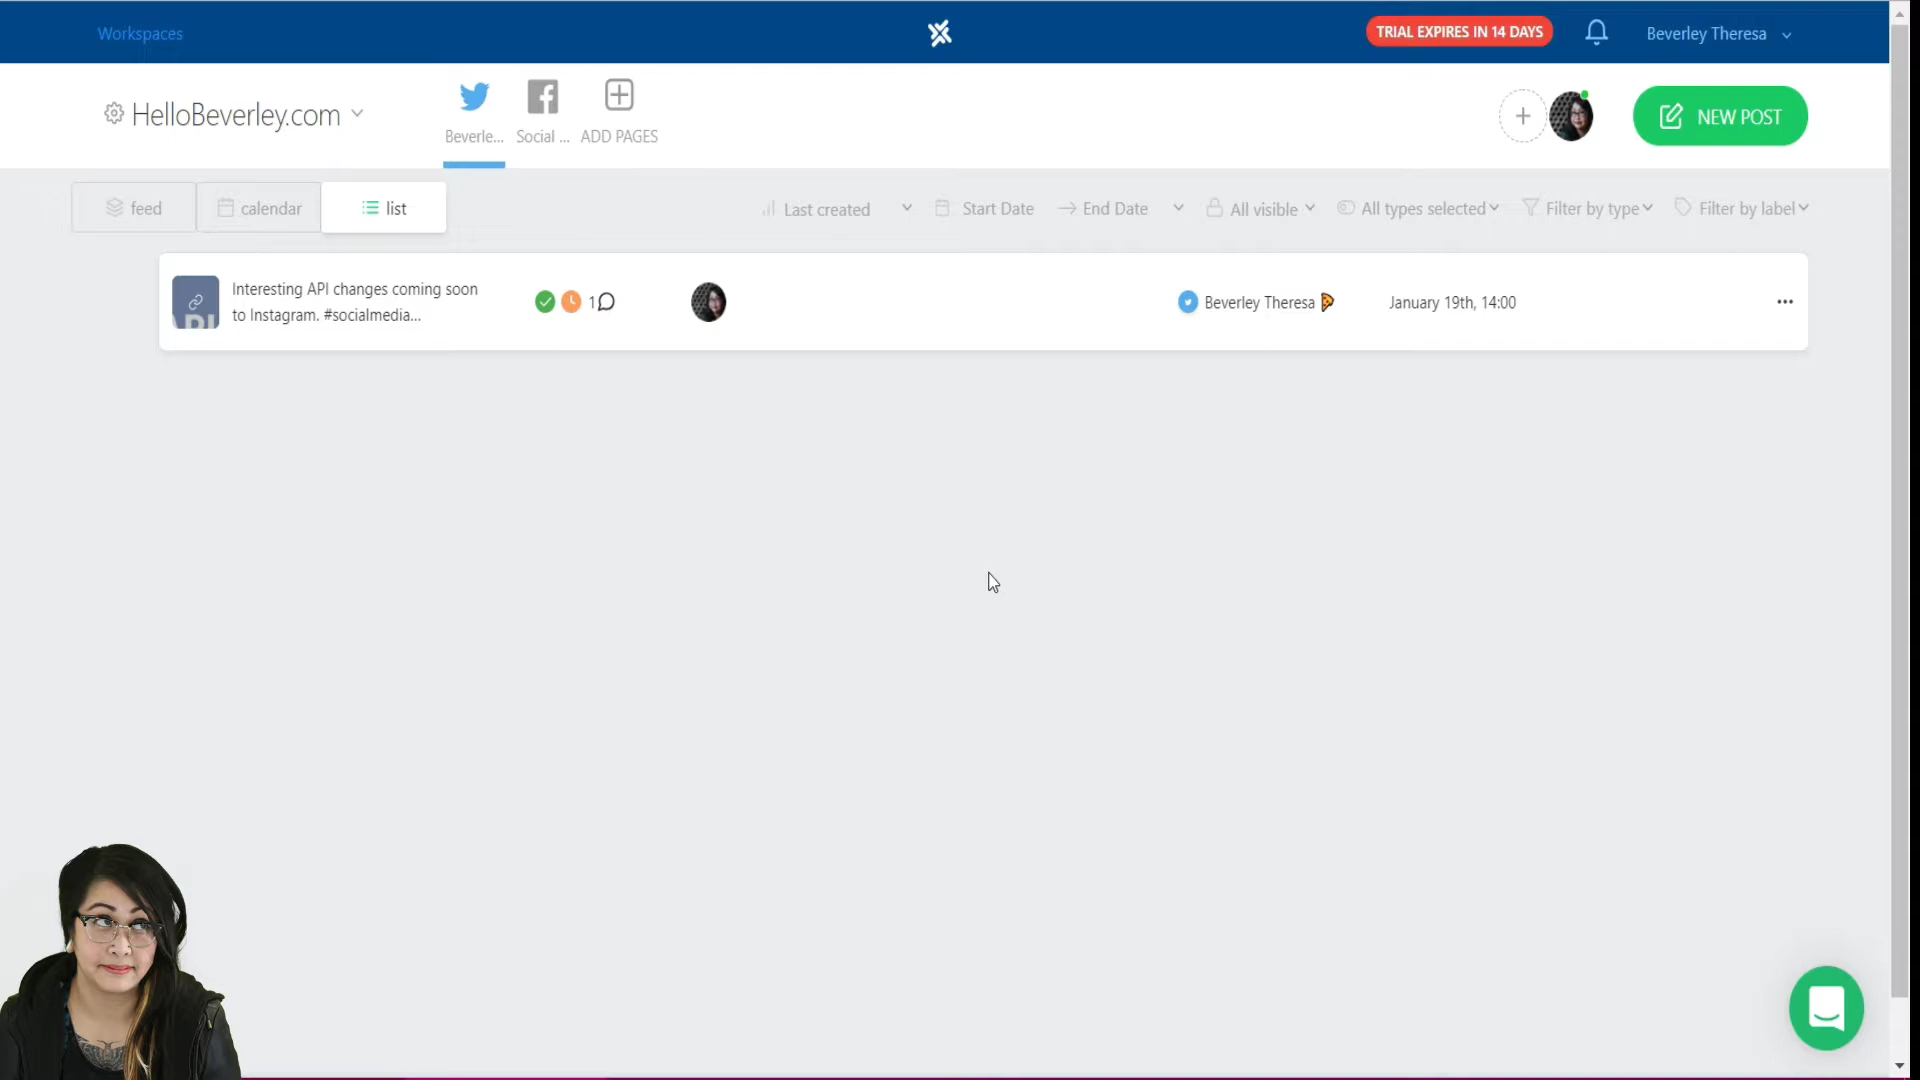 Workspaces
TRIAL EXPIRES IN 14 DAYS
Beverley Theresa
HelloBeverley.com
Beverle...
Social ...
ADD PAGES
NEW POST
feed
calendar
list
Last created
Start Date
End Date
All visible
All types selected
Filter by type
Filter by label
Interesting API changes coming soon
to Instagram. #socialmedia...
1
Beverley Theresa
January 19th, 14:00